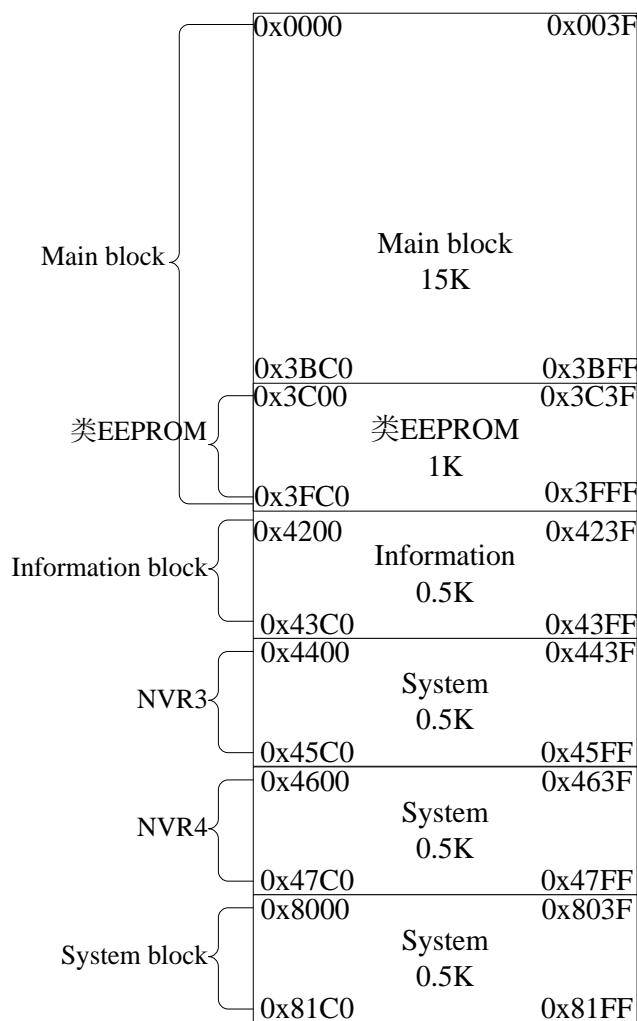 0x0000 0x003F
Main block
Main block
15K
0x3BC0 0x3BFF
0x3C00 0x3C3F
类EEPROM
类EEPROM
1K
0x3FC0 0x3FFF
0x4200 0x423F
Information block
Information
0.5K
0x43C0 0x43FF
0x4400 0x443F
NVR3
System
0.5K
0x45C0 0x45FF
0x4600 0x463F
NVR4
System
0.5K
0x47C0 0x47FF
0x8000 0x803F
System block
System
0.5K
0x81C0 0x81FF